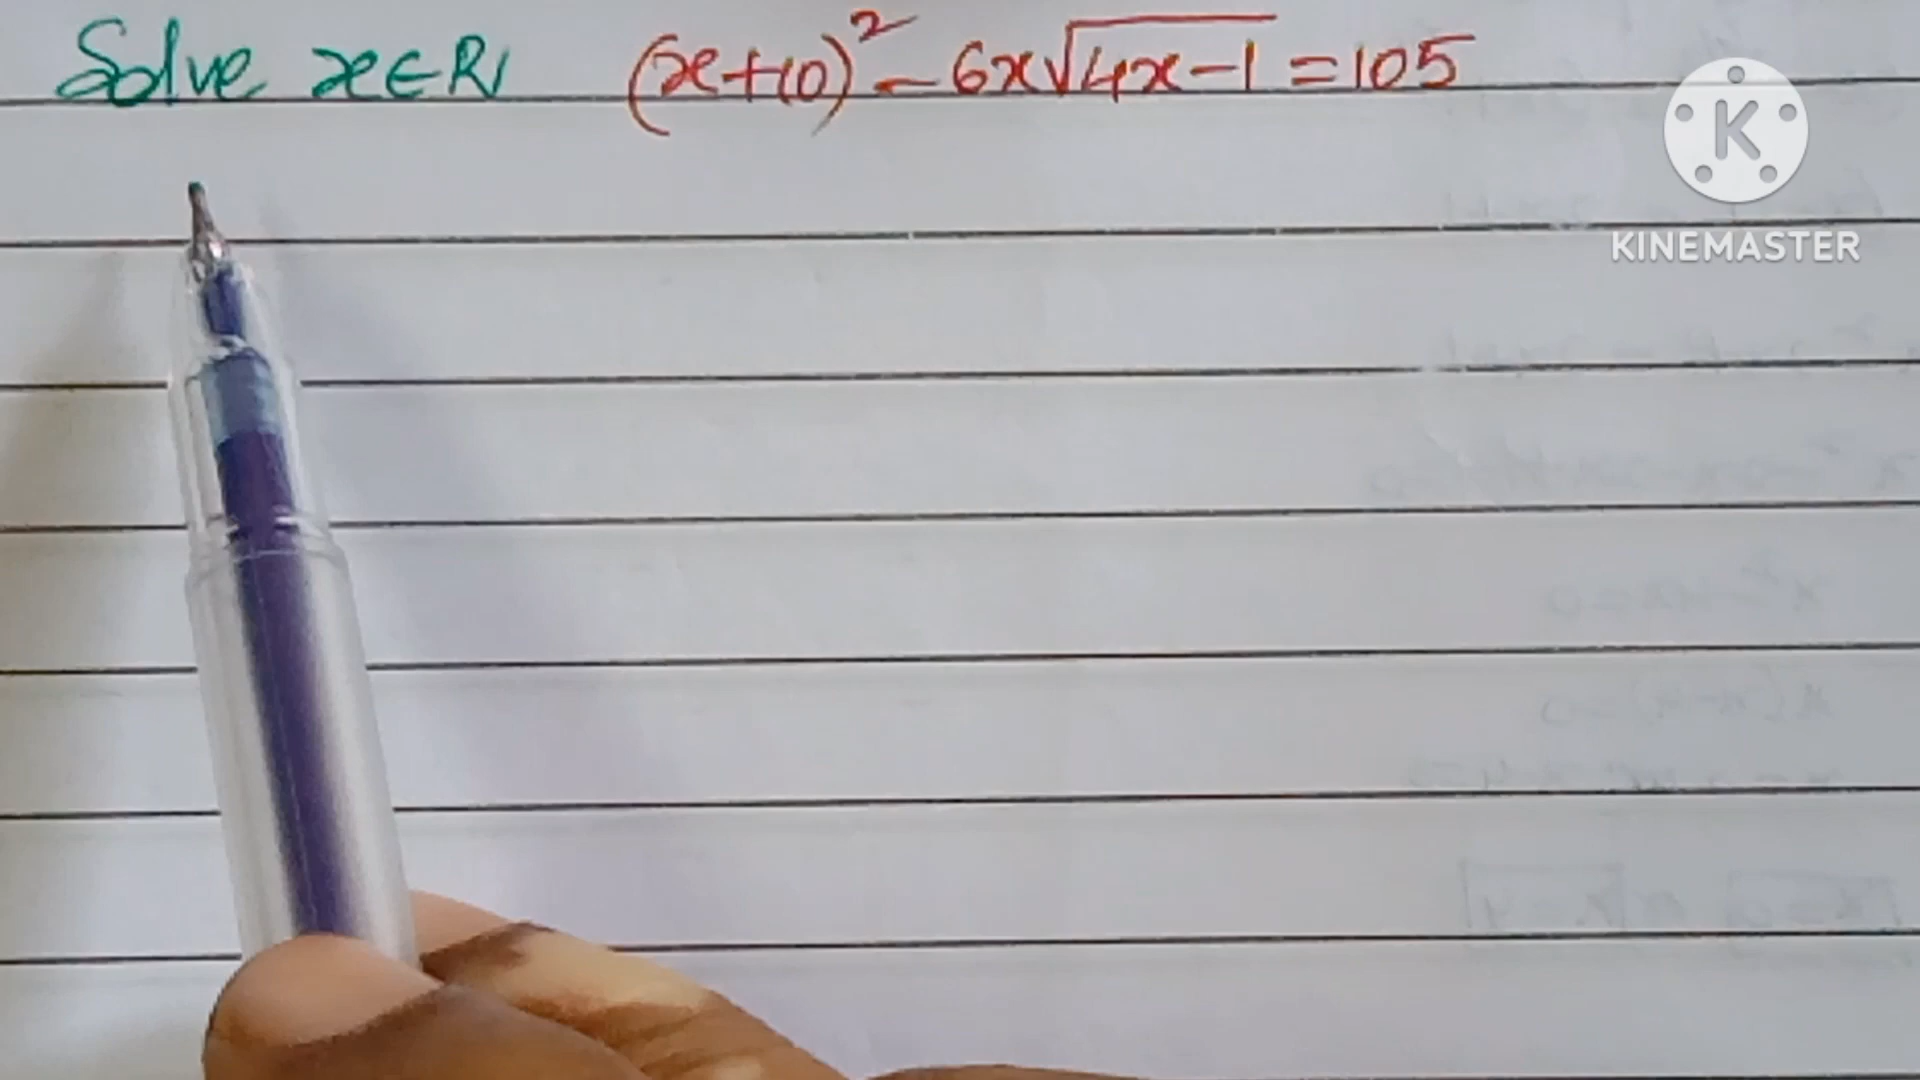 Solve x∈R (x+10)² - 6x√4x-1 = 105
K
KINEMASTER